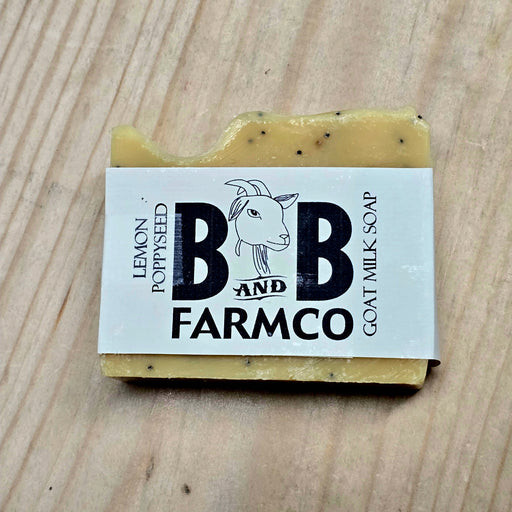 LEMON
POPPYSEED
B AND B
FARMCO
GOAT MILK SOAP